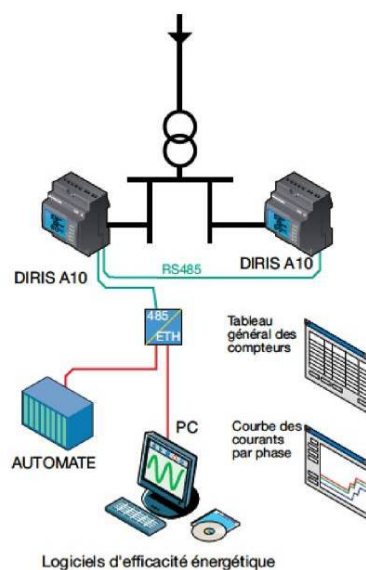 DIRIS A10
RS485
DIRIS A10
485
ETH
Tableau
général des
compteurs
PC
Courbe des
courants
par phase
AUTOMATE
Logiciels d'efficacité énergétique